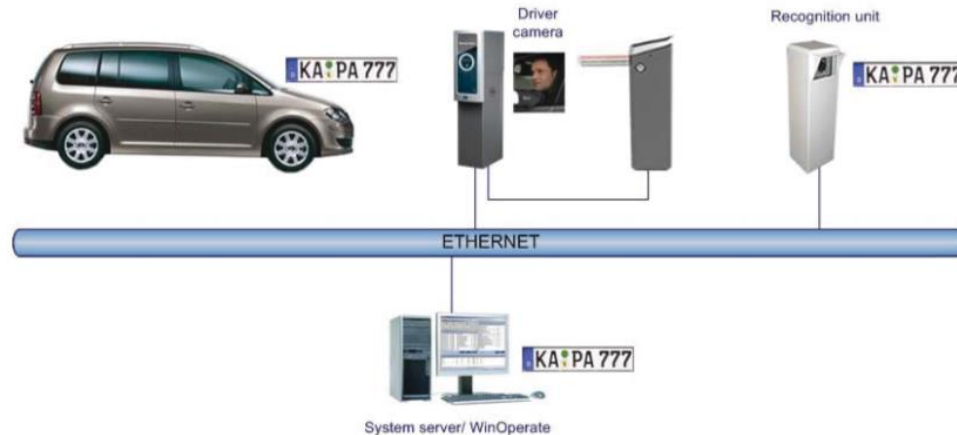 Driver
camera
Recognition unit
KA PA 777
KA PA 777
ETHERNET
KA PA 777
System server/ WinOperate